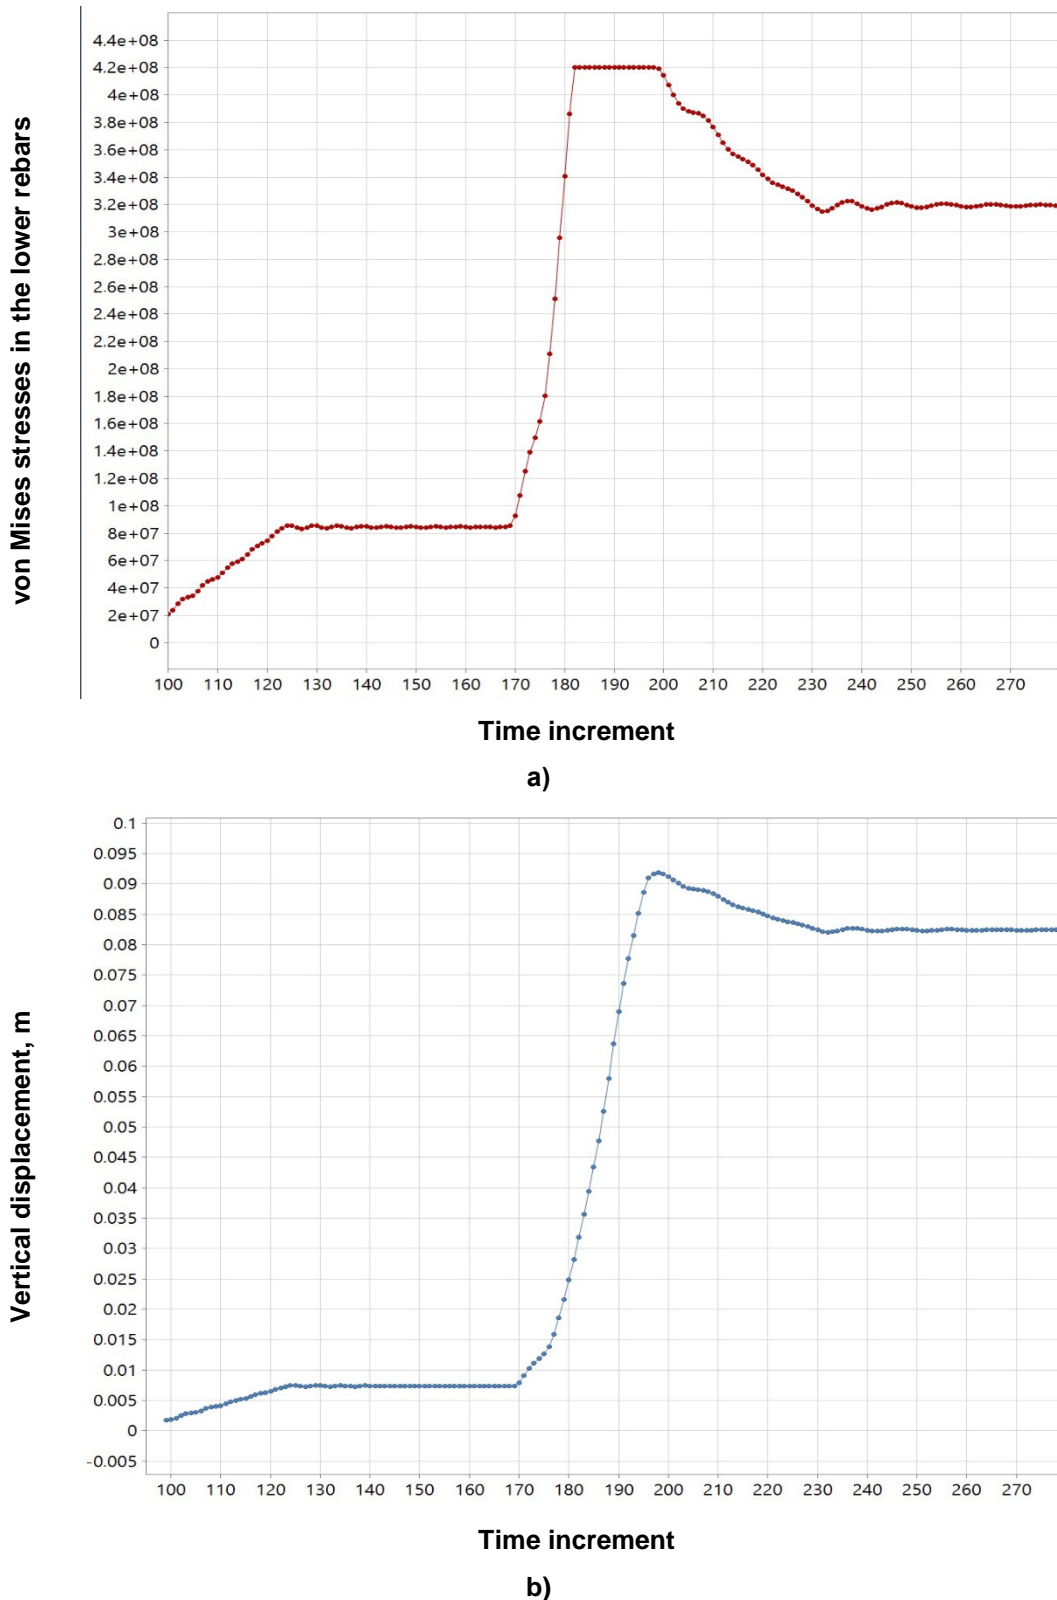 von Mises stresses in the lower rebars
4.4e+08
4.2e+08
4e+08
3.8e+08
3.6e+08
3.4e+08
3.2e+08
3e+08
2.8e+08
2.6e+08
2.4e+08
2.2e+08
2e+08
1.8e+08
1.6e+08
1.4e+08
1.2e+08
1e+08
8e+07
6e+07
4e+07
2e+07
0
100 110 120 130 140 150 160 170 180 190 200 210 220 230 240 250 260 270
Time increment
a)
Vertical displacement, m
0.1
0.095
0.09
0.085
0.08
0.075
0.07
0.065
0.06
0.055
0.05
0.045
0.04
0.035
0.03
0.025
0.02
0.015
0.01
0.005
0
-0.005
100 110 120 130 140 150 160 170 180 190 200 210 220 230 240 250 260 270
Time increment
b)